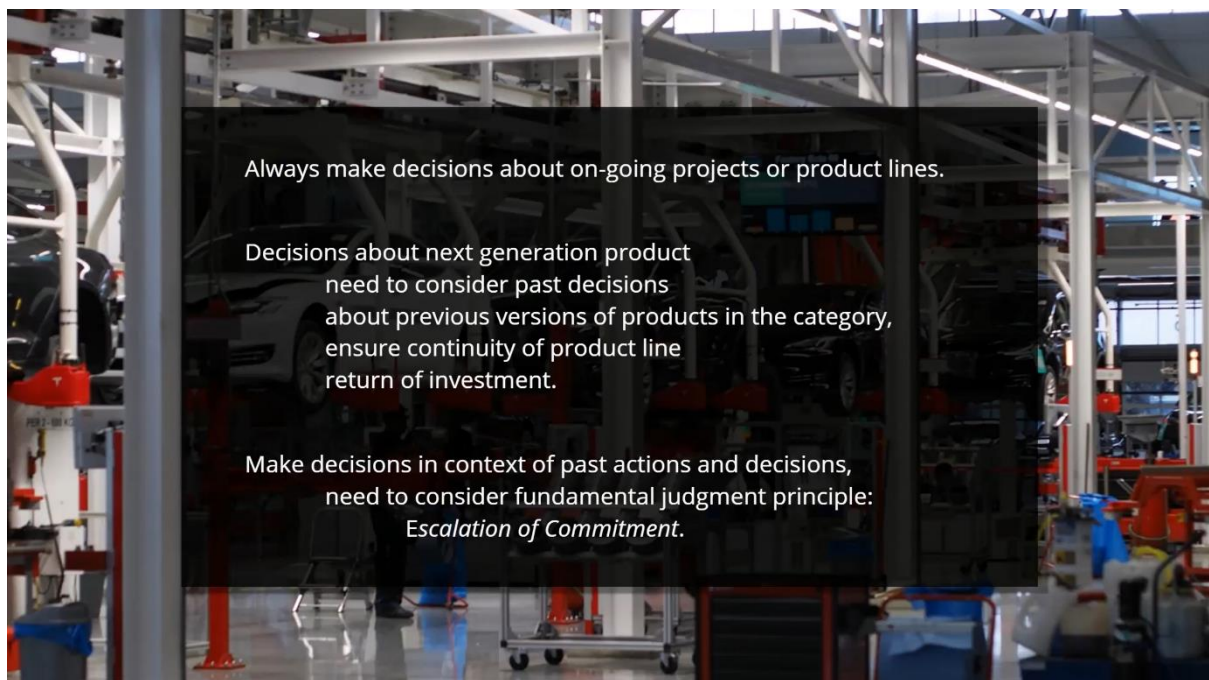 Always make decisions about on-going projects or product lines.
Decisions about next generation product
need to consider past decisions
about previous versions of products in the category,
ensure continuity of product line
return of investment.
Make decisions in context of past actions and decisions,
need to consider fundamental judgment principle:
Escalation of Commitment.